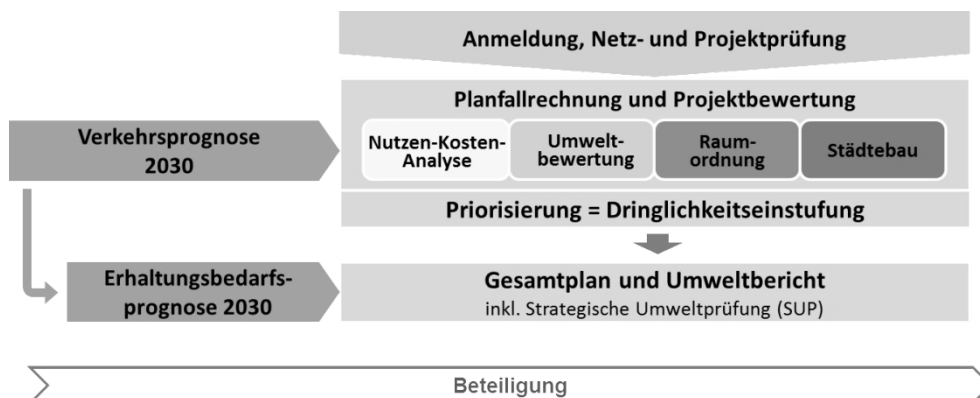 Anmeldung, Netz- und Projektprüfung
Planfallrechnung und Projektbewertung
Verkehrsprognose
2030
Nutzen-Kosten-
Analyse
Umwelt-
bewertung
Raum-
ordnung
Städtebau
Priorisierung = Dringlichkeitseinstufung
Erhaltungsbedarfs-
prognose 2030
Gesamtplan und Umweltbericht
inkl. Strategische Umweltprüfung (SUP)
Beteiligung